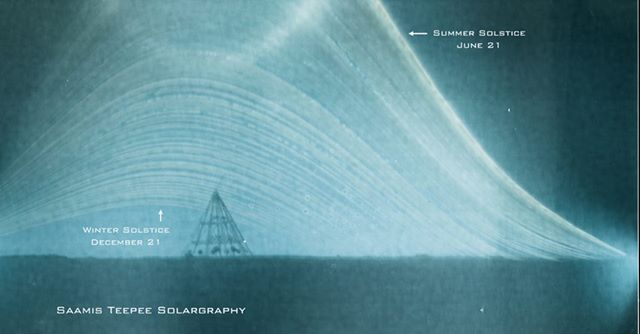 Summer Solstice
June 21
Winter Solstice
December 21
Saamis Teepee Solargraphy